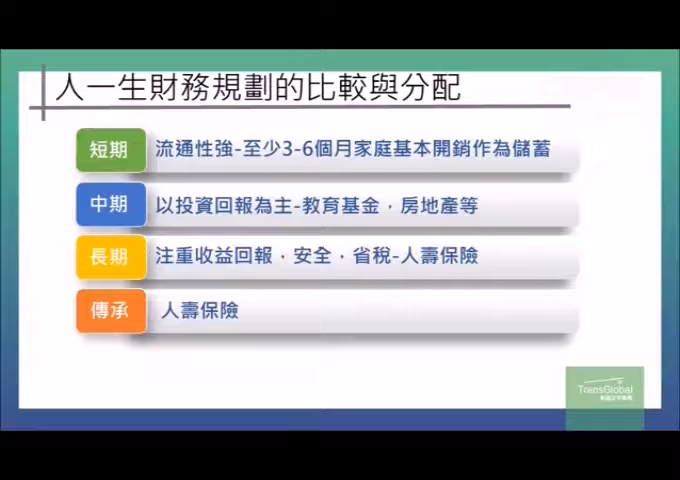 人一生財務規劃的比較與分配
短期
流通性強-至少3-6個月家庭基本開銷作為儲蓄
中期
以投資回報為主-教育基金，房地產等
長期
注重收益回報，安全，省稅-人壽保險
傳承
人壽保險
TransGlobal